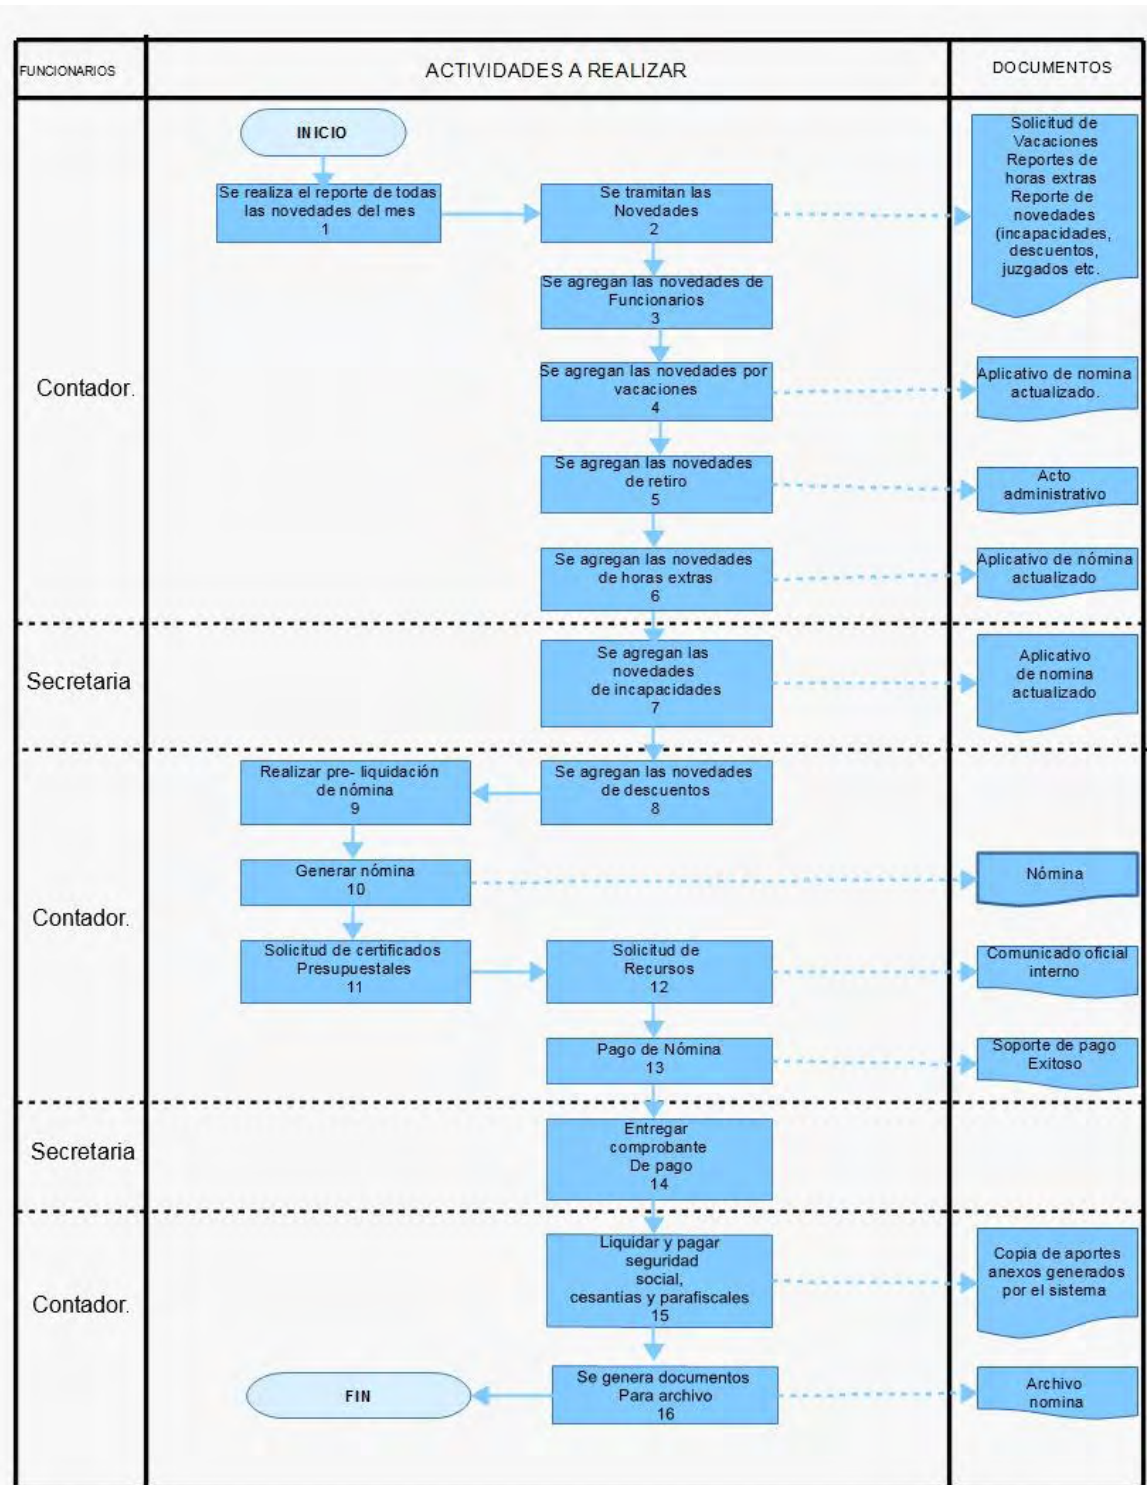 FUNCIONARIOS
ACTIVIDADES A REALIZAR
DOCUMENTOS
INICIO
Se realiza el reporte de todas
las novedades del mes
1
Se tramitan las
Novedades
2
Solicitud de
Vacaciones
Reportes de
horas extras
Reporte de
novedades
(incapacidades,
descuentos,
juzgados etc.
Se agregan las novedades de
Funcionarios
3
Contador.
Se agregan las novedades por
vacaciones
4
Aplicativo de nomina
actualizado.
Se agregan las novedades
de retiro
5
Acto
administrativo
Se agregan las novedades
de horas extras
6
Aplicativo de nómina
actualizado
Secretaria
Se agregan las
novedades
de incapacidades
7
Aplicativo
de nomina
actualizado
Realizar pre- liquidación
de nómina
9
Se agregan las novedades
de descuentos
8
Generar nómina
10
Nómina
Contador.
Solicitud de certificados
Presupuestales
11
Solicitud de
Recursos
12
Comunicado oficial
interno
Pago de Nómina
13
Soporte de pago
Exitoso
Secretaria
Entregar
comprobante
De pago
14
Contador.
Liquidar y pagar
seguridad
social,
cesantías y parafiscales
15
Copia de aportes
anexos generados
por el sistema
FIN
Se genera documentos
Para archivo
16
Archivo
nomina